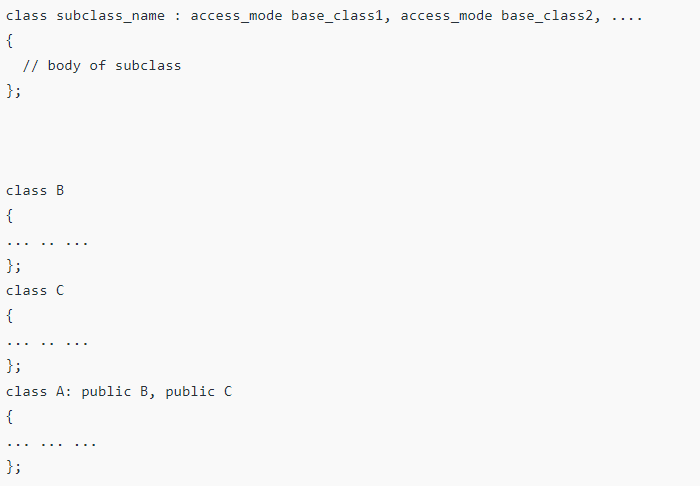 class subclass_name : access_mode base_class1, access_mode base_class2, ....
{
  // body of subclass
};
class B
{
... .. ...
};
class C
{
... .. ...
};
class A: public B, public C
{
... ... ...
};